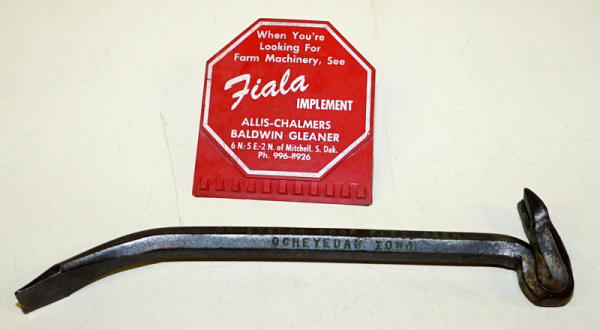 When You're
Looking For
Farm Machinery, See
Fiala
IMPLEMENT
ALLIS-CHALMERS
BALDWIN GLEANER
6 N.-5 E.-2 N. of Mitchell, S. Dak.
Ph. 996-#926
OCHEYEDAN, IOWA